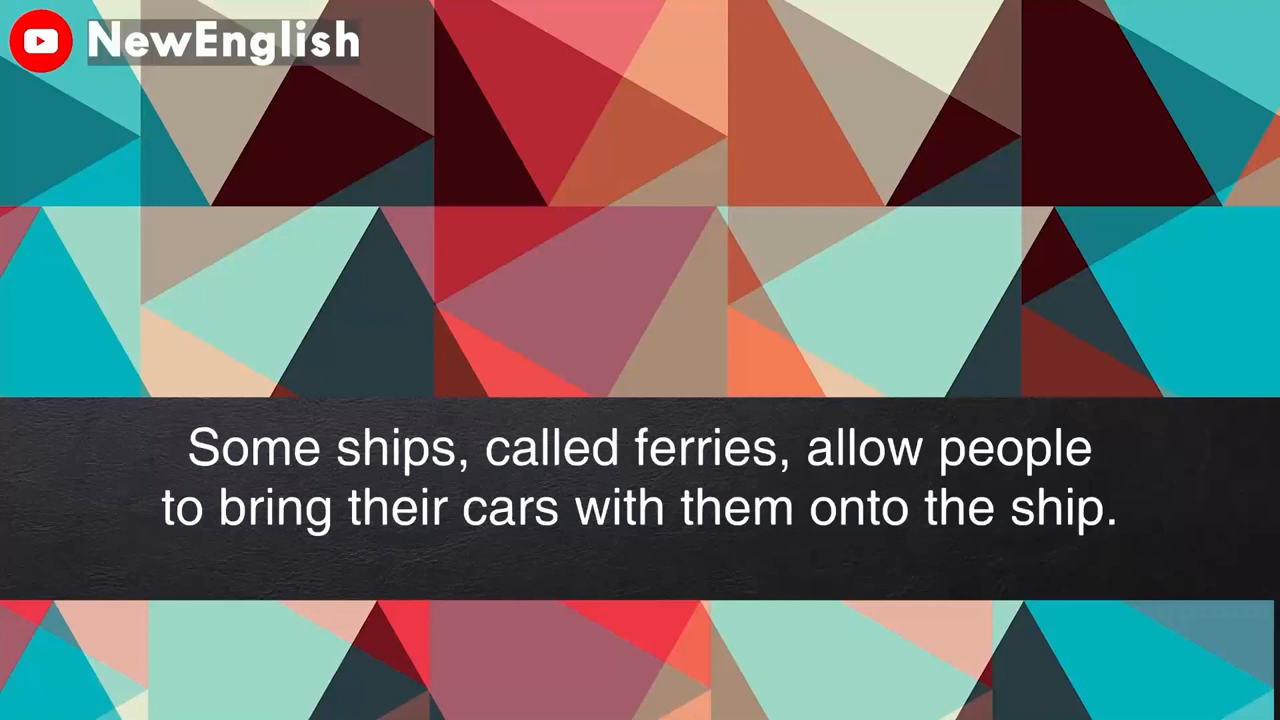 NewEnglish
Some ships, called ferries, allow people
to bring their cars with them onto the ship.